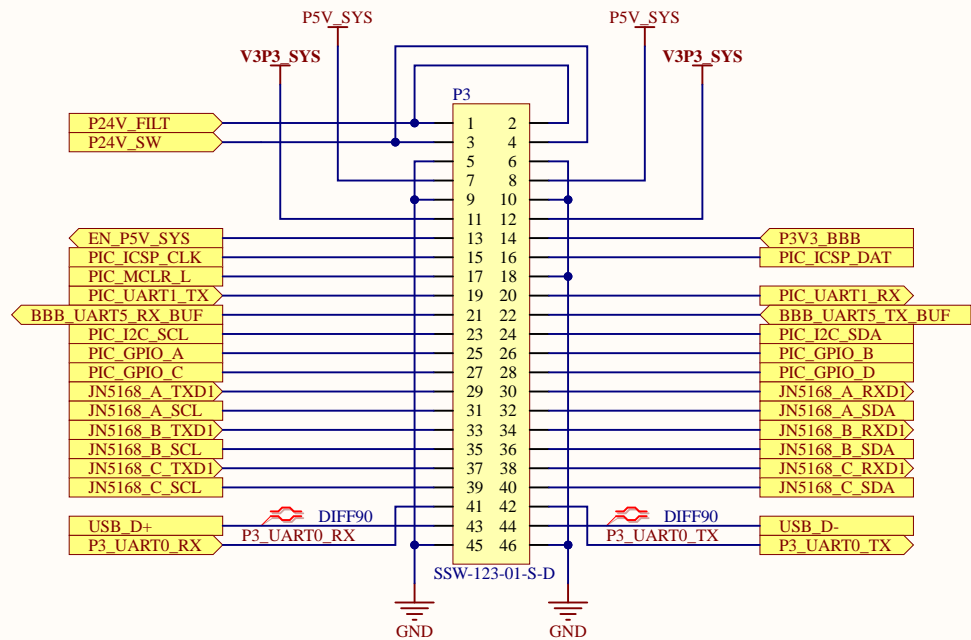 P5V_SYS P5V_SYS
V3P3_SYS V3P3_SYS
P3
P24V_FILT 1 2
P24V_SW 3 4
5 6
7 8
9 10
11 12
EN_P5V_SYS 13 14 P3V3_BBB
PIC_ICSP_CLK 15 16 PIC_ICSP_DAT
PIC_MCLR_L 17 18
PIC_UART1_TX 19 20 PIC_UART1_RX
BBB_UART5_RX_BUF 21 22 BBB_UART5_TX_BUF
PIC_I2C_SCL 23 24 PIC_I2C_SDA
PIC_GPIO_A 25 26 PIC_GPIO_B
PIC_GPIO_C 27 28 PIC_GPIO_D
JN5168_A_TXD1 29 30 JN5168_A_RXD1
JN5168_A_SCL 31 32 JN5168_A_SDA
JN5168_B_TXD1 33 34 JN5168_B_RXD1
JN5168_B_SCL 35 36 JN5168_B_SDA
JN5168_C_TXD1 37 38 JN5168_C_RXD1
JN5168_C_SCL 39 40 JN5168_C_SDA
41 42
DIFF90 DIFF90
USB_D+ 43 44 USB_D-
P3_UART0_RX P3_UART0_TX
P3_UART0_RX 45 46 P3_UART0_TX
SSW-123-01-S-D
GND GND